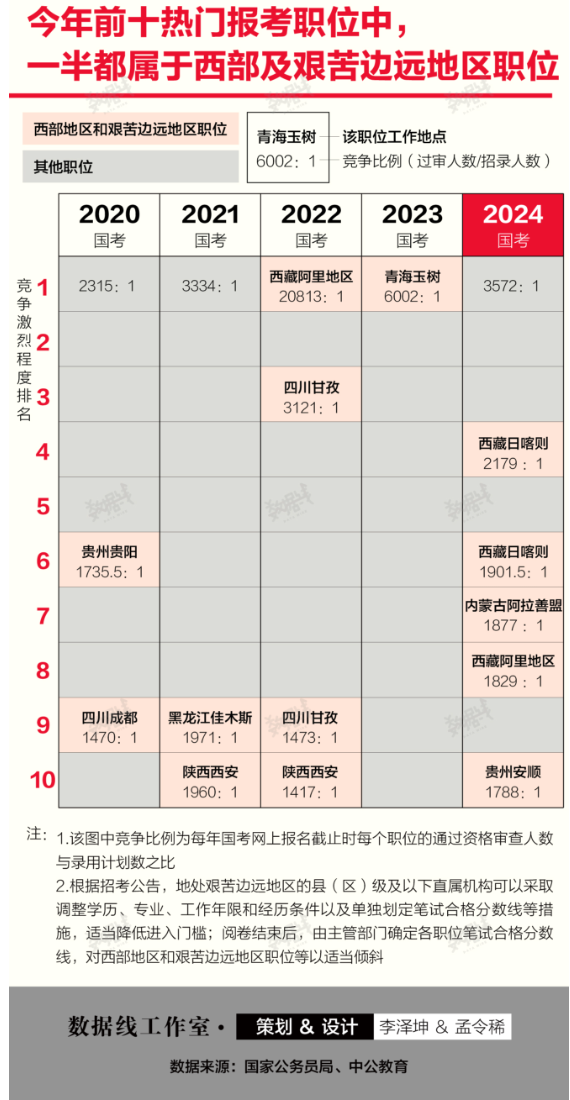 今年前十热门报考职位中，
一半都属于西部及艰苦边远地区职位
西部地区和艰苦边远地区职位
其他职位
青海玉树 该职位工作地点
6002：1 竞争比例（过审人数/招录人数）
2020 2021 2022 2023 2024
国考 国考 国考 国考 国考
竞争激烈程度排名
1 2315：1 3334：1 西藏阿里地区 青海玉树 3572：1
20813：1 6002：1
2
3 四川甘孜
3121：1
4 西藏日喀则
2179：1
5
6 贵州贵阳 西藏日喀则
1735.5：1 1901.5：1
7 内蒙古阿拉善盟
1877：1
8 西藏阿里地区
1829：1
9 四川成都 黑龙江佳木斯 四川甘孜
1470：1 1971：1 1473：1
10 陕西西安 陕西西安 贵州安顺
1960：1 1417：1 1788：1
注：1.该图中竞争比例为每年国考网上报名截止时每个职位的通过资格审查人数
与录用计划数之比
2.根据招考公告，地处艰苦边远地区的县（区）级及以下直属机构可以采取
调整学历、专业、工作年限和经历条件以及单独划定笔试合格分数线等措
施，适当降低进入门槛；阅卷结束后，由主管部门确定各职位笔试合格分数
线，对西部地区和艰苦边远地区职位等以适当倾斜
数据线工作室· 策划 & 设计 李泽坤 & 孟令稀
数据来源：国家公务员局、中公教育